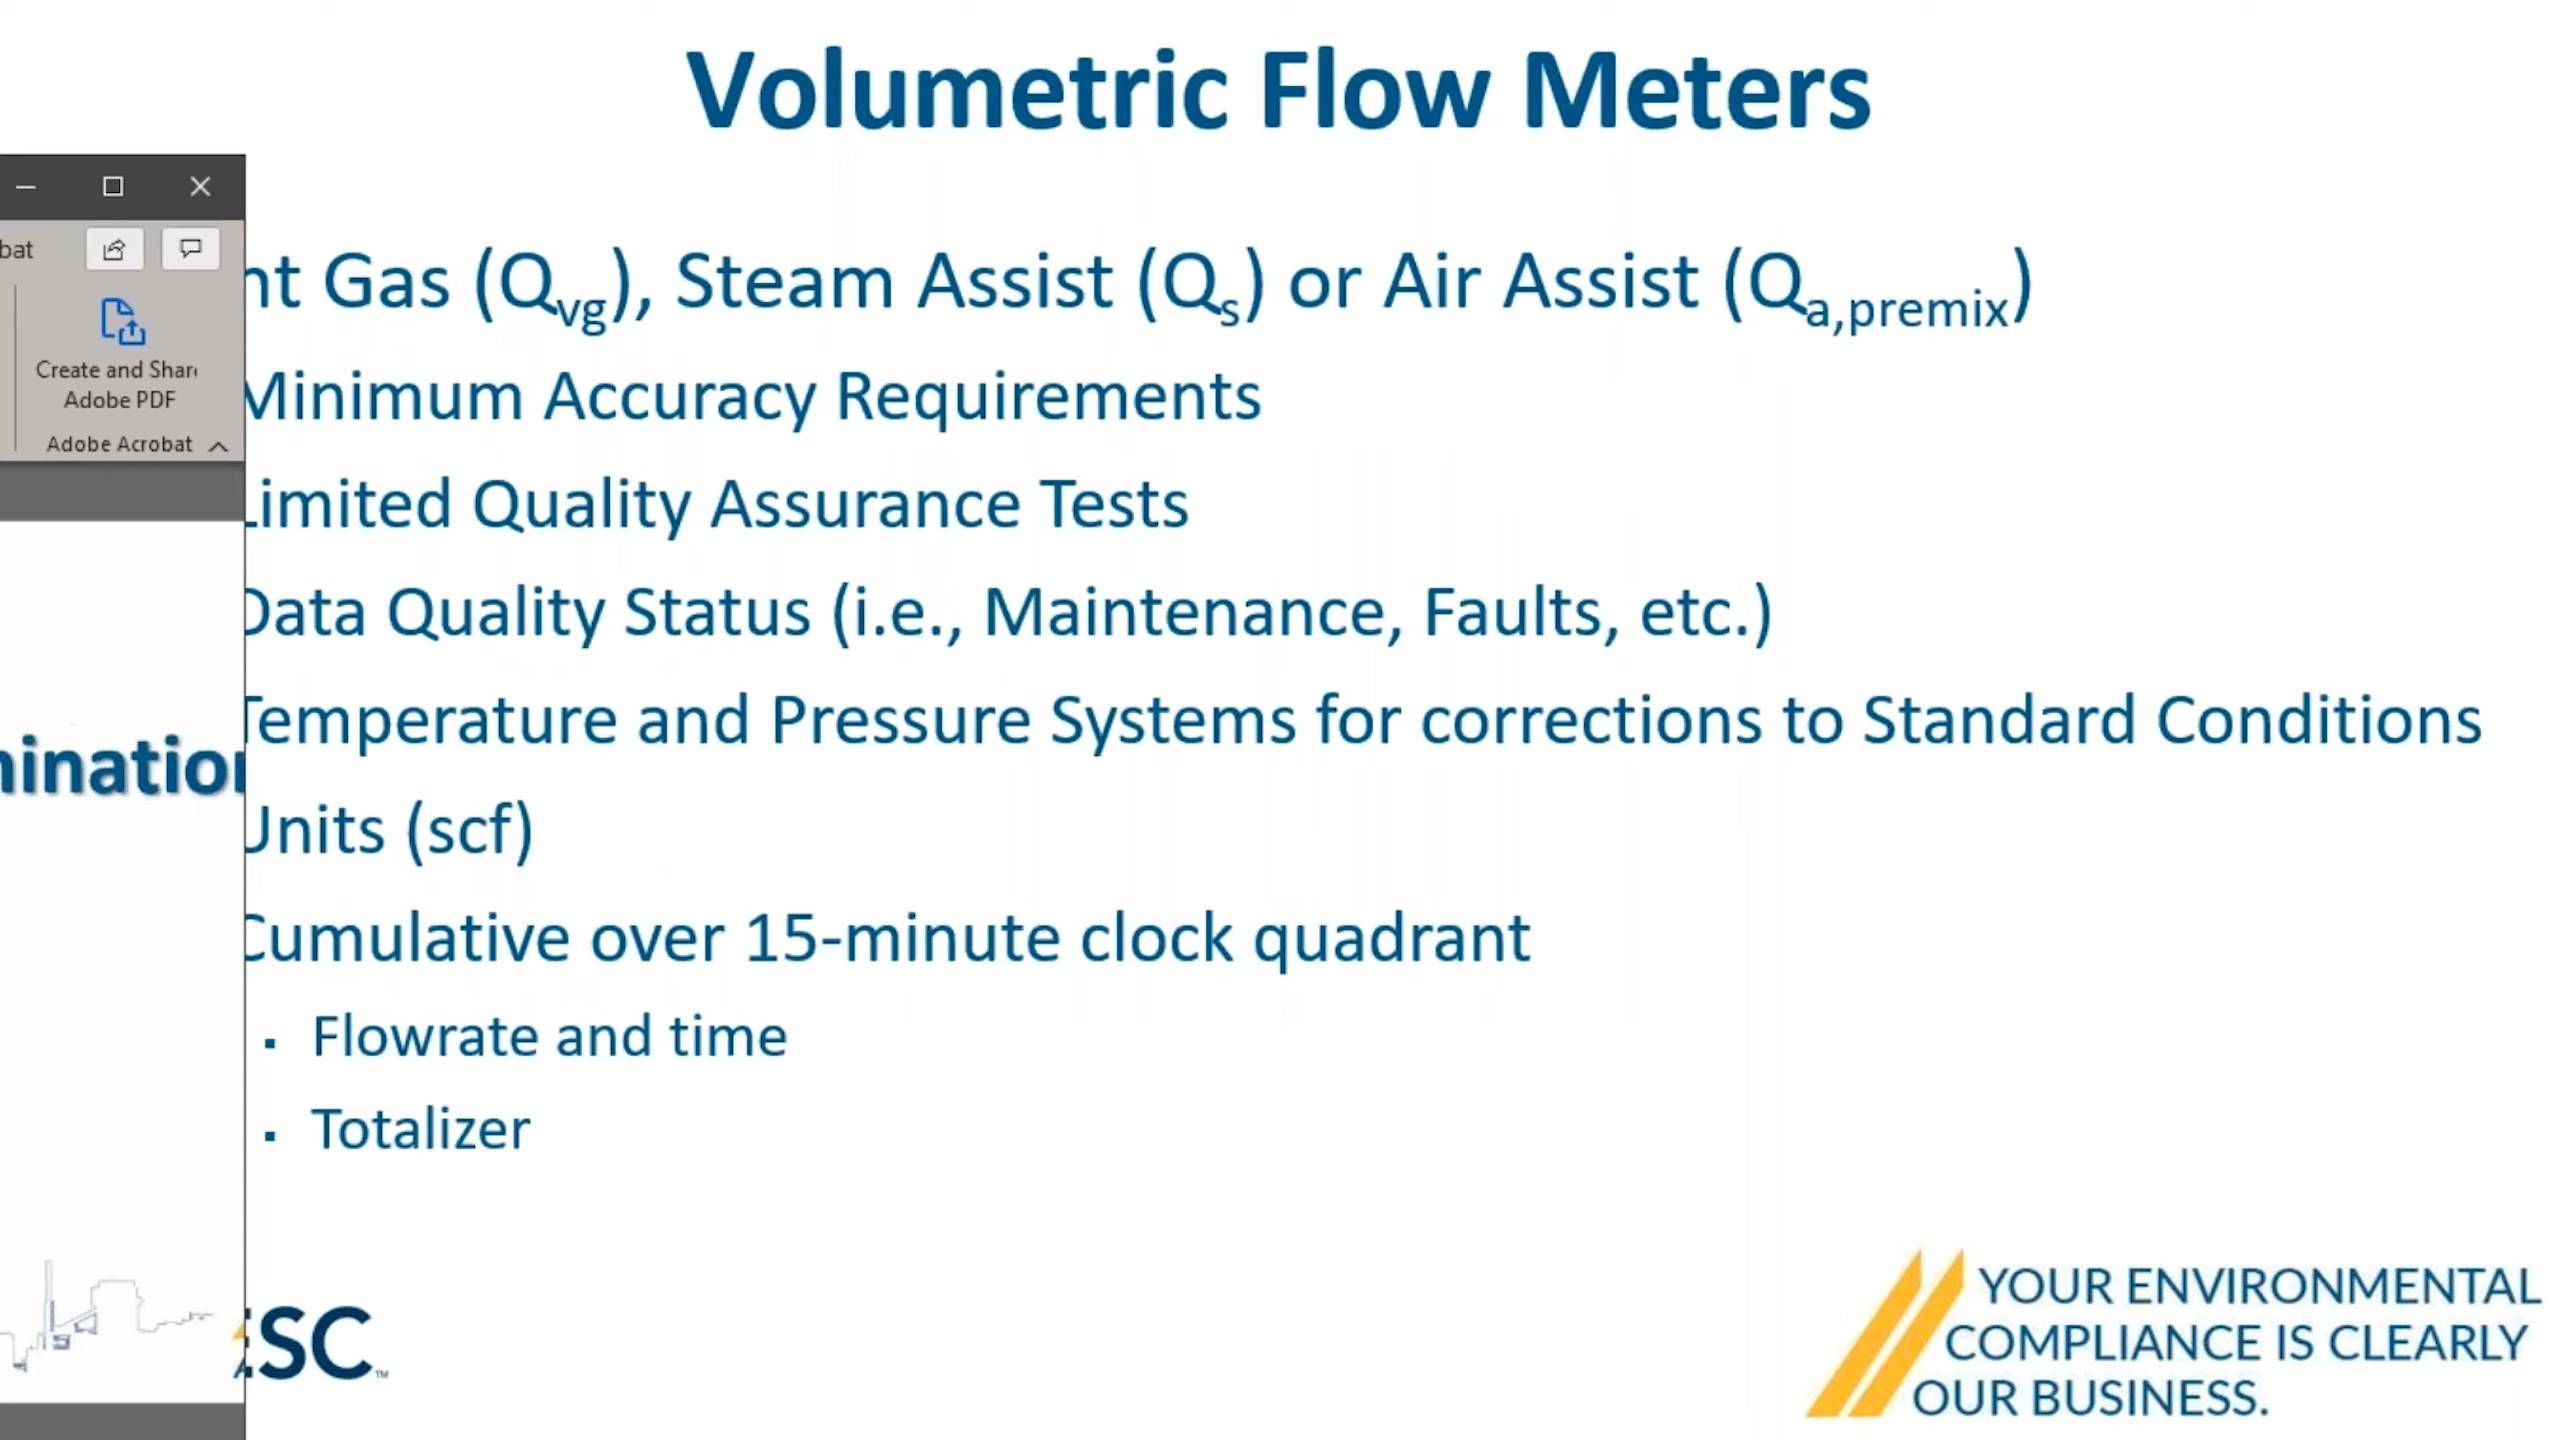 Volumetric Flow Meters
nt Gas (Qvg), Steam Assist (Qs) or Air Assist (Qa,premix)
Minimum Accuracy Requirements
Limited Quality Assurance Tests
Data Quality Status (i.e., Maintenance, Faults, etc.)
Temperature and Pressure Systems for corrections to Standard Conditions
Units (scf)
Cumulative over 15-minute clock quadrant
▪ Flowrate and time
▪ Totalizer
bat
Create and Share
Adobe PDF
Adobe Acrobat
ination
ESC™
YOUR ENVIRONMENTAL
COMPLIANCE IS CLEARLY
OUR BUSINESS.